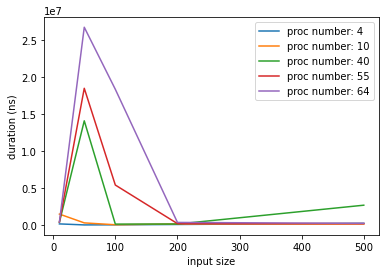 1e7
proc number: 4
proc number: 10
proc number: 40
proc number: 55
proc number: 64
2.5
2.0
1.5
1.0
0.5
0.0
duration (ns)
0 100 200 300 400 500
input size